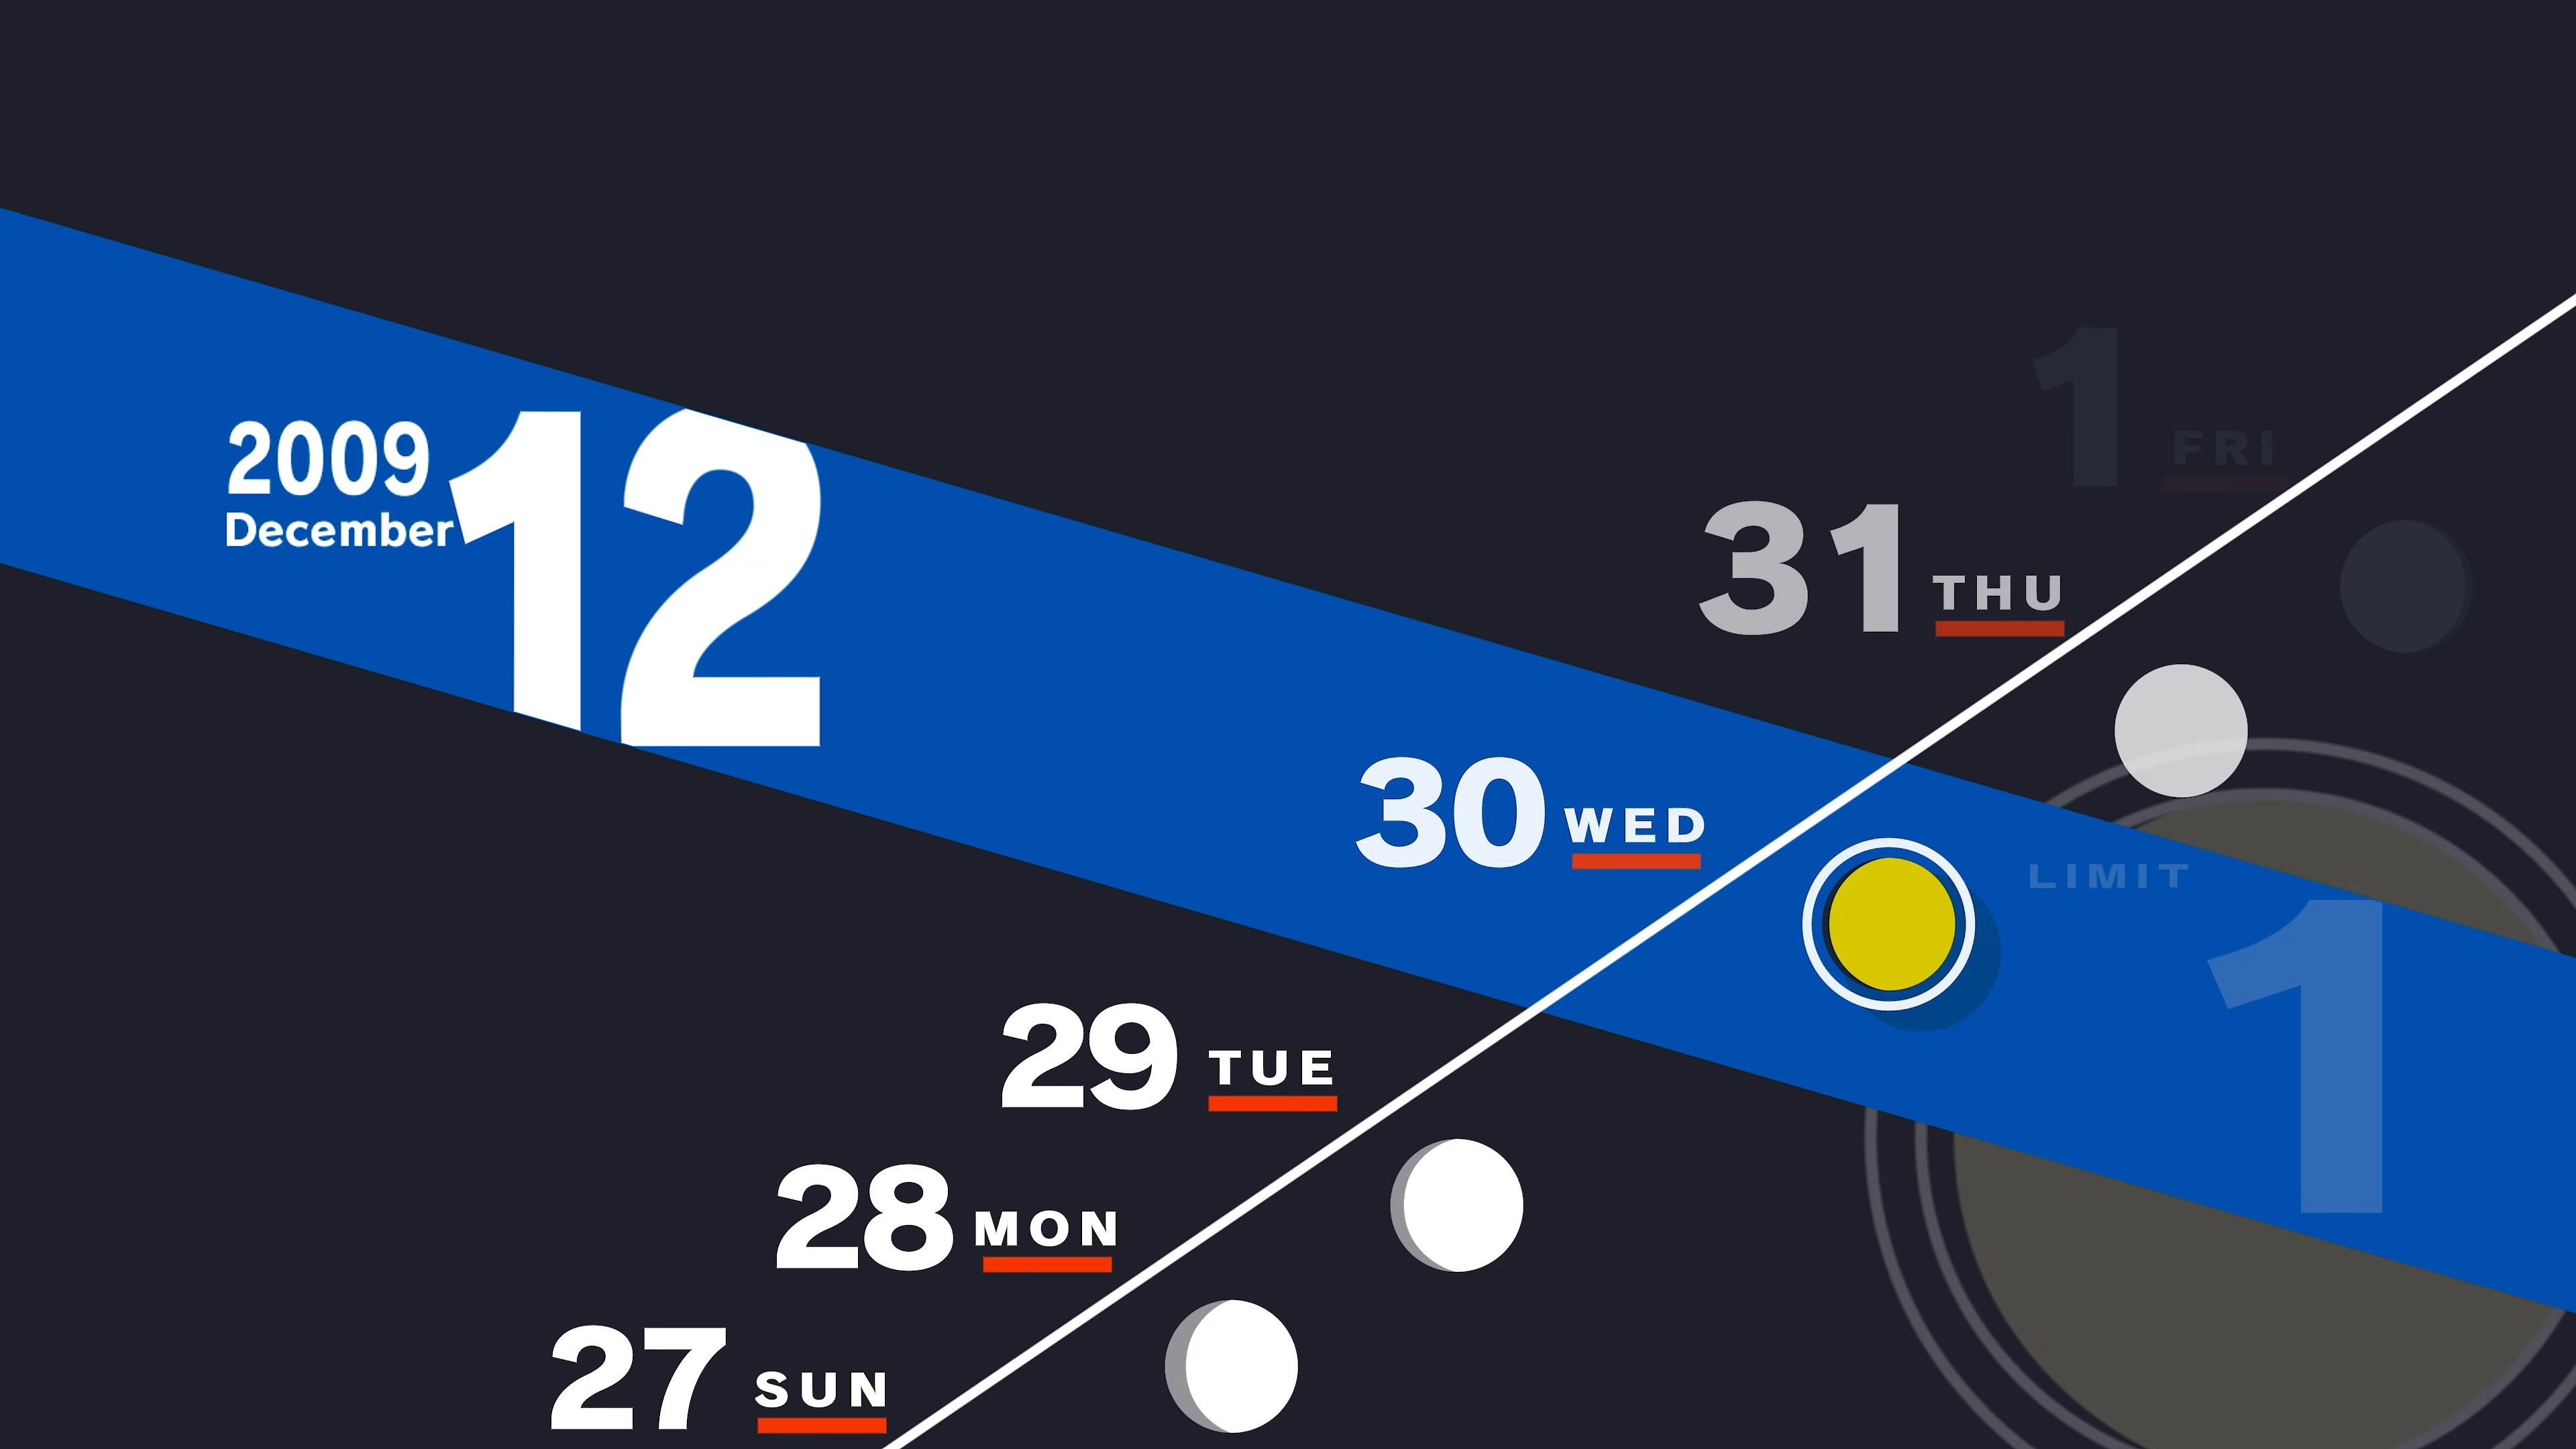 2009
December
12
1 FRI
31 THU
30 WED
LIMIT
1
29 TUE
28 MON
27 SUN